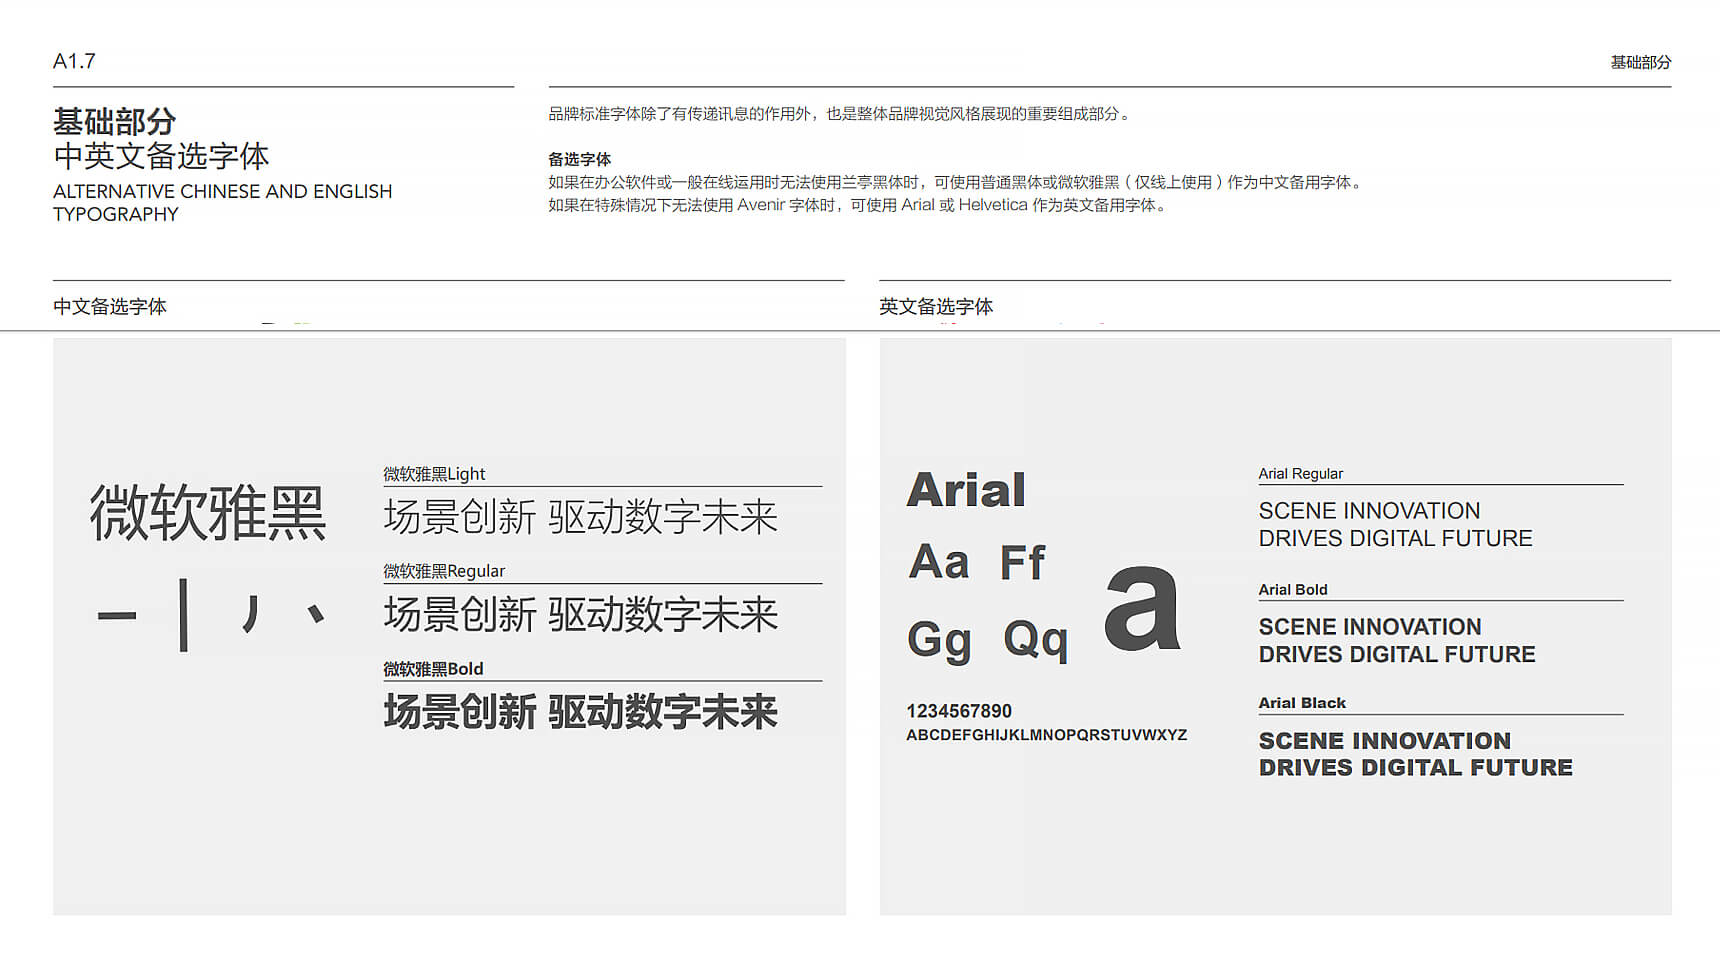 A1.7
基础部分
基础部分
中英文备选字体
ALTERNATIVE CHINESE AND ENGLISH
TYPOGRAPHY
品牌标准字体除了有传递讯息的作用外，也是整体品牌视觉风格展现的重要组成部分。
备选字体
如果在办公软件或一般在线运用时无法使用兰亭黑体时，可使用普通黑体或微软雅黑（仅线上使用）作为中文备用字体。
如果在特殊情况下无法使用 Avenir 字体时，可使用 Arial 或 Helvetica 作为英文备用字体。
中文备选字体
微软雅黑
微软雅黑Light
场景创新 驱动数字未来
微软雅黑Regular
场景创新 驱动数字未来
微软雅黑Bold
场景创新 驱动数字未来
英文备选字体
Arial
Aa Ff
Gg Qq
a
1234567890
ABCDEFGHIJKLMNOPQRSTUVWXYZ
Arial Regular
SCENE INNOVATION
DRIVES DIGITAL FUTURE
Arial Bold
SCENE INNOVATION
DRIVES DIGITAL FUTURE
Arial Black
SCENE INNOVATION
DRIVES DIGITAL FUTURE